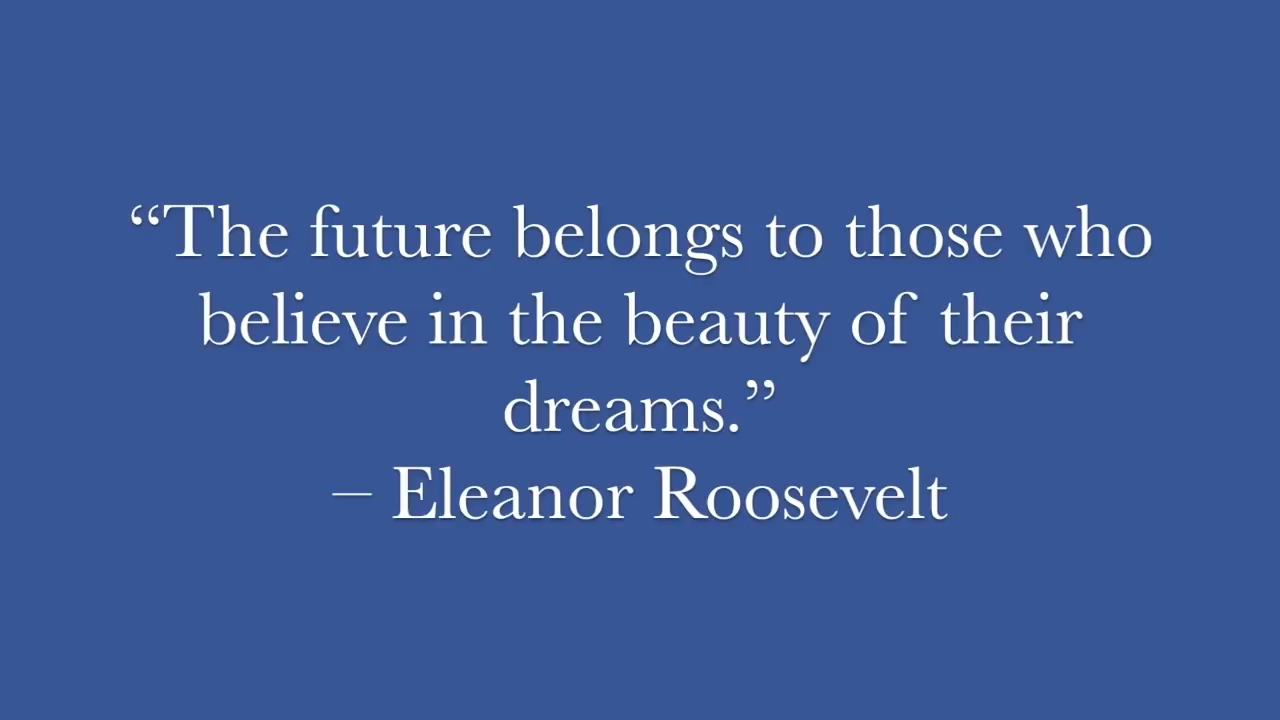 “The future belongs to those who
believe in the beauty of their
dreams.”
– Eleanor Roosevelt